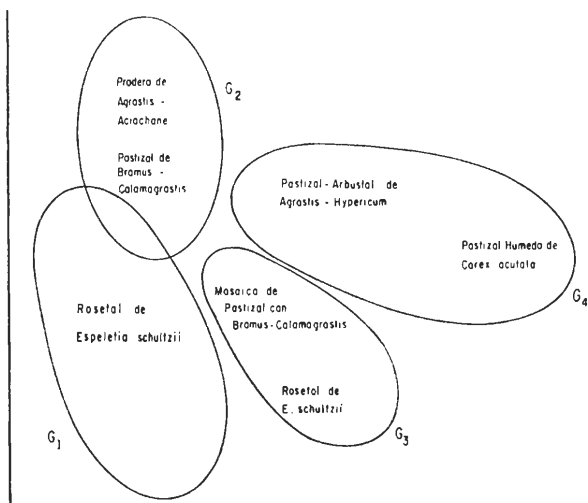 Pradera de
Agrostis -
Aciachane
G2
Pastizal de
Bromus -
Calamagrostis
Pastizal - Arbustal de
Agrostis - Hypericum
Pastizal Humedo de
Carex acutata
G4
Mosaico de
Pastizal con
Bromus - Calamagrostis
Rosetal de
Espeletia schultzii
Rosetal de
E. schultzii
G1
G3